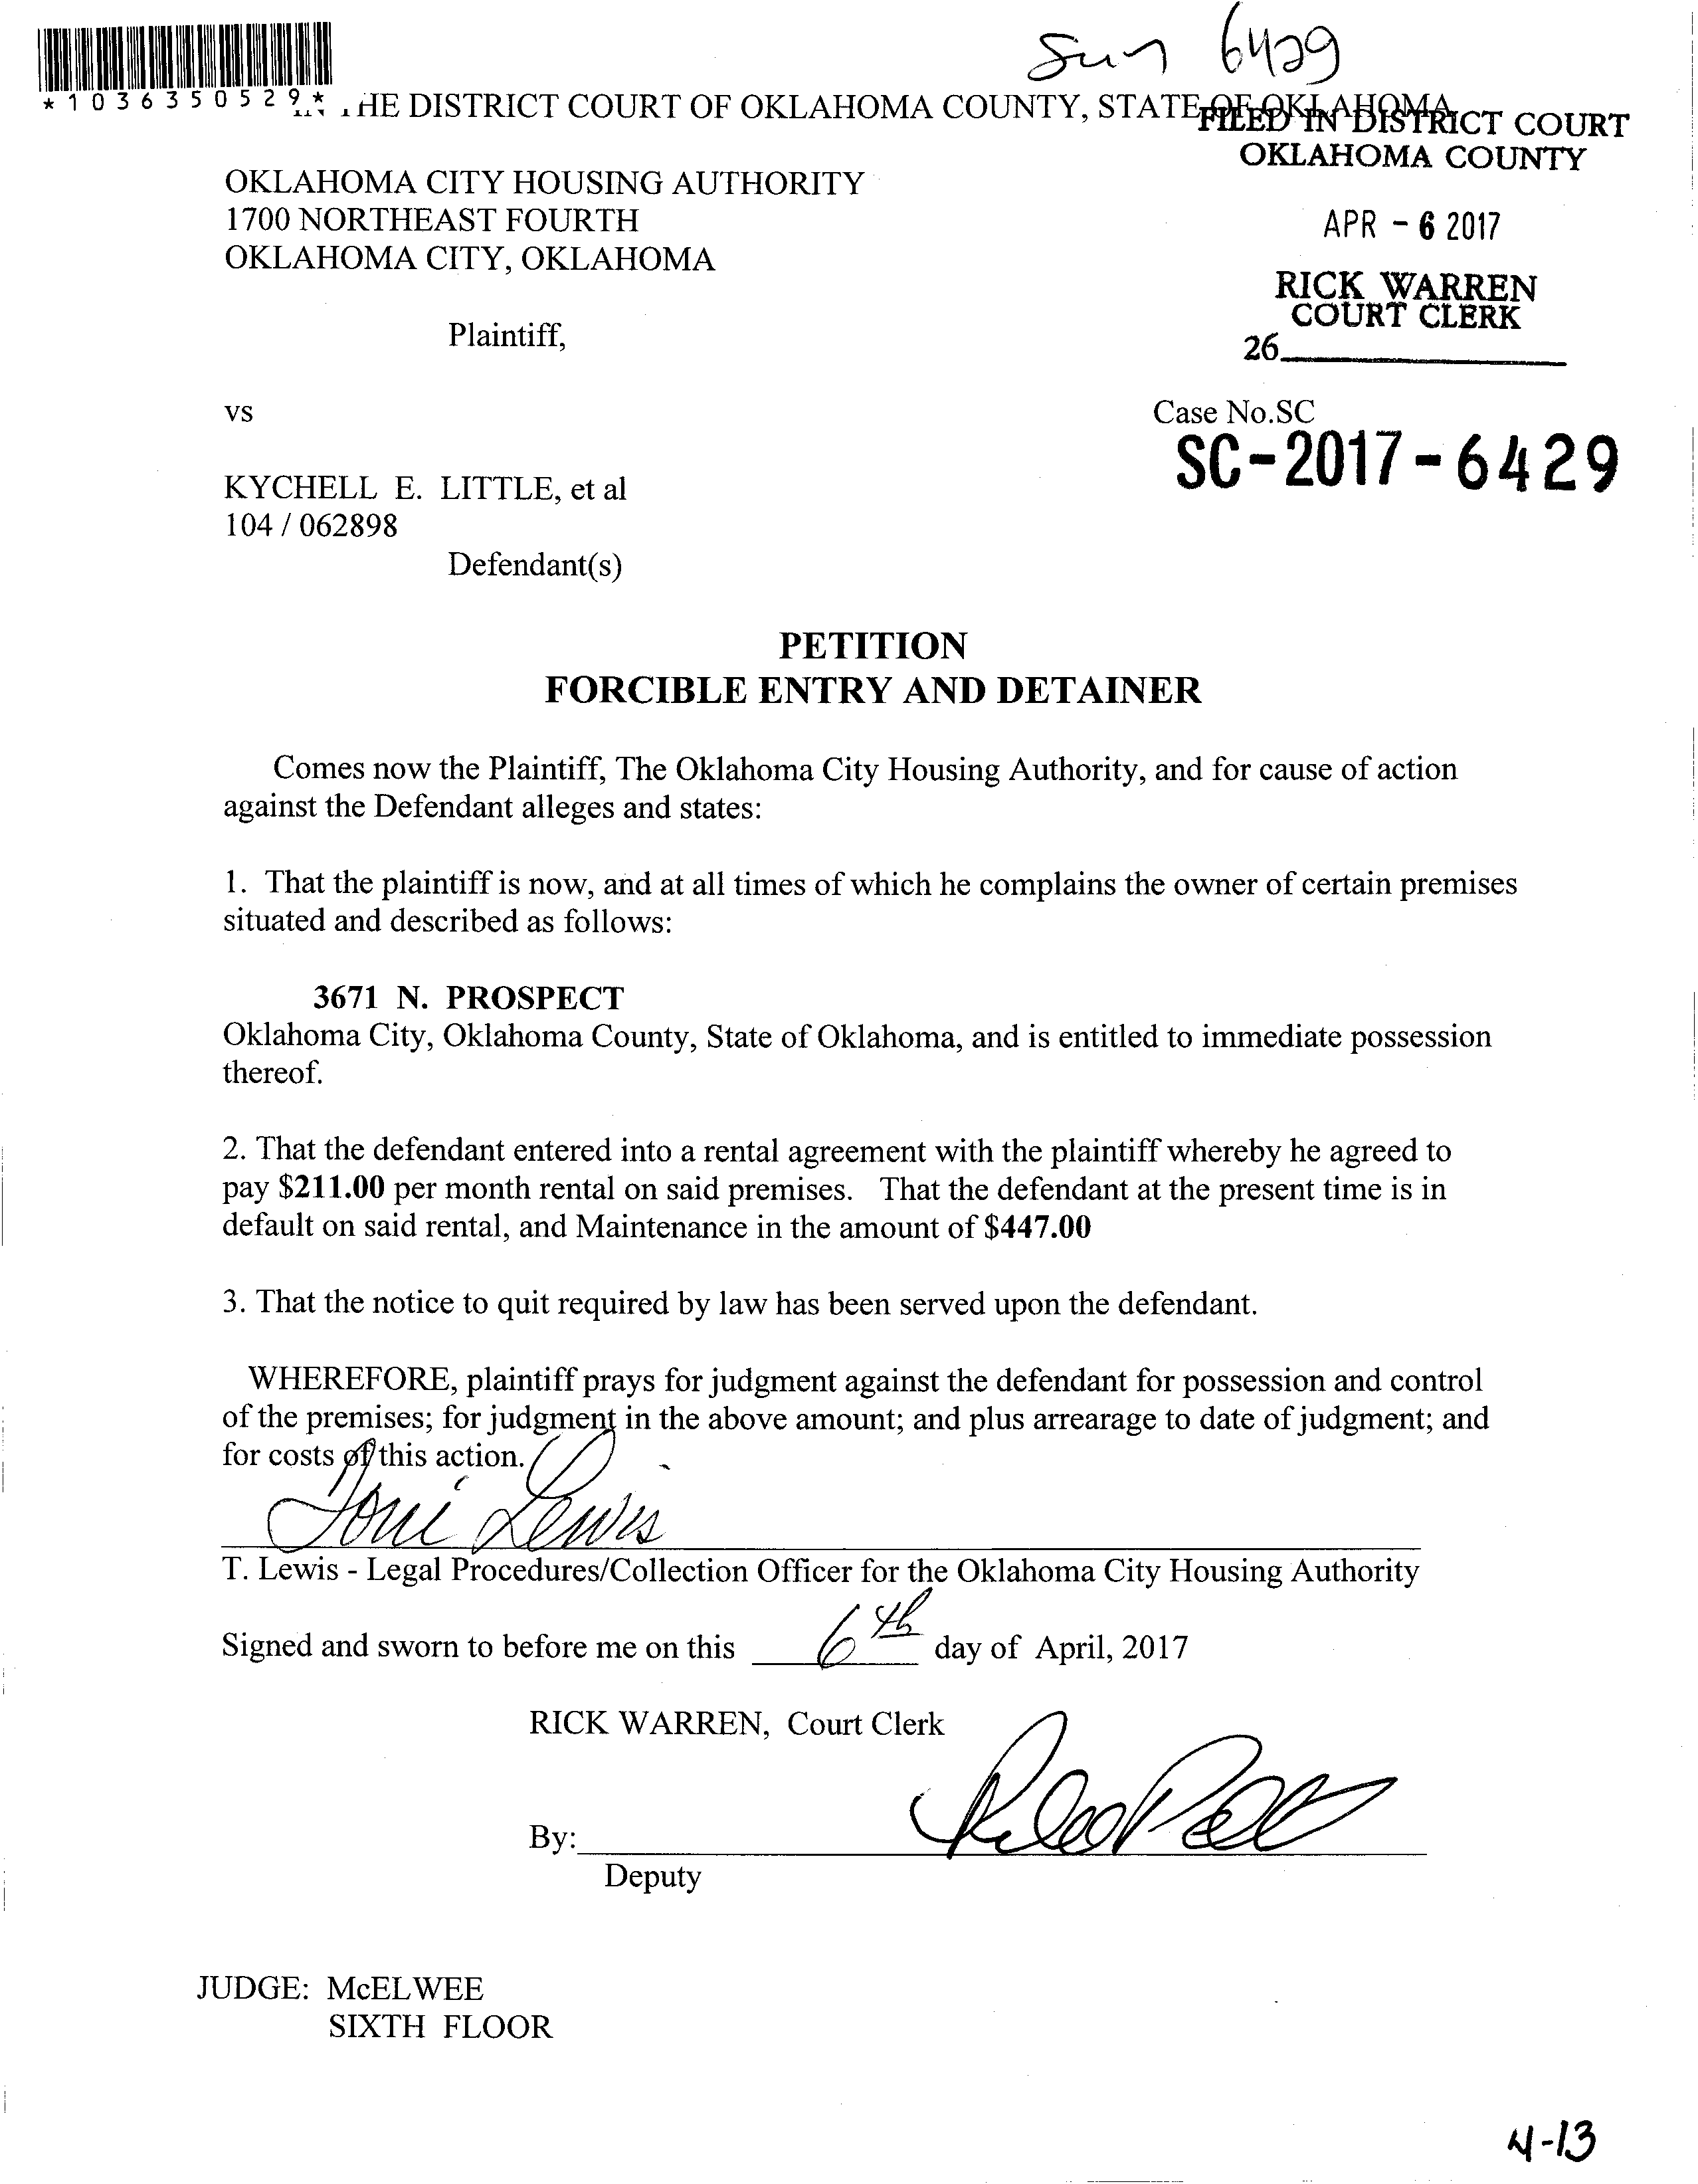 Sum 6429
*1036350529*
THE DISTRICT COURT OF OKLAHOMA COUNTY, STATE OF OKLAHOMA
FILED IN DISTRICT COURT
OKLAHOMA COUNTY
OKLAHOMA CITY HOUSING AUTHORITY
1700 NORTHEAST FOURTH
OKLAHOMA CITY, OKLAHOMA
APR - 6 2017
RICK WARREN
COURT CLERK
26
Plaintiff,
vs
Case No.SC
SC-2017-6429
KYCHELL E. LITTLE, et al
104 / 062898
Defendant(s)
PETITION
FORCIBLE ENTRY AND DETAINER
Comes now the Plaintiff, The Oklahoma City Housing Authority, and for cause of action
against the Defendant alleges and states:
1. That the plaintiff is now, and at all times of which he complains the owner of certain premises
situated and described as follows:
3671 N. PROSPECT
Oklahoma City, Oklahoma County, State of Oklahoma, and is entitled to immediate possession
thereof.
2. That the defendant entered into a rental agreement with the plaintiff whereby he agreed to
pay $211.00 per month rental on said premises. That the defendant at the present time is in
default on said rental, and Maintenance in the amount of $447.00
3. That the notice to quit required by law has been served upon the defendant.
WHEREFORE, plaintiff prays for judgment against the defendant for possession and control
of the premises; for judgment in the above amount; and plus arrearage to date of judgment; and
for costs of this action.
Toni Lewis
T. Lewis - Legal Procedures/Collection Officer for the Oklahoma City Housing Authority
Signed and sworn to before me on this 6th day of April, 2017
RICK WARREN, Court Clerk
By:
Deputy
JUDGE: McELWEE
SIXTH FLOOR
4-13